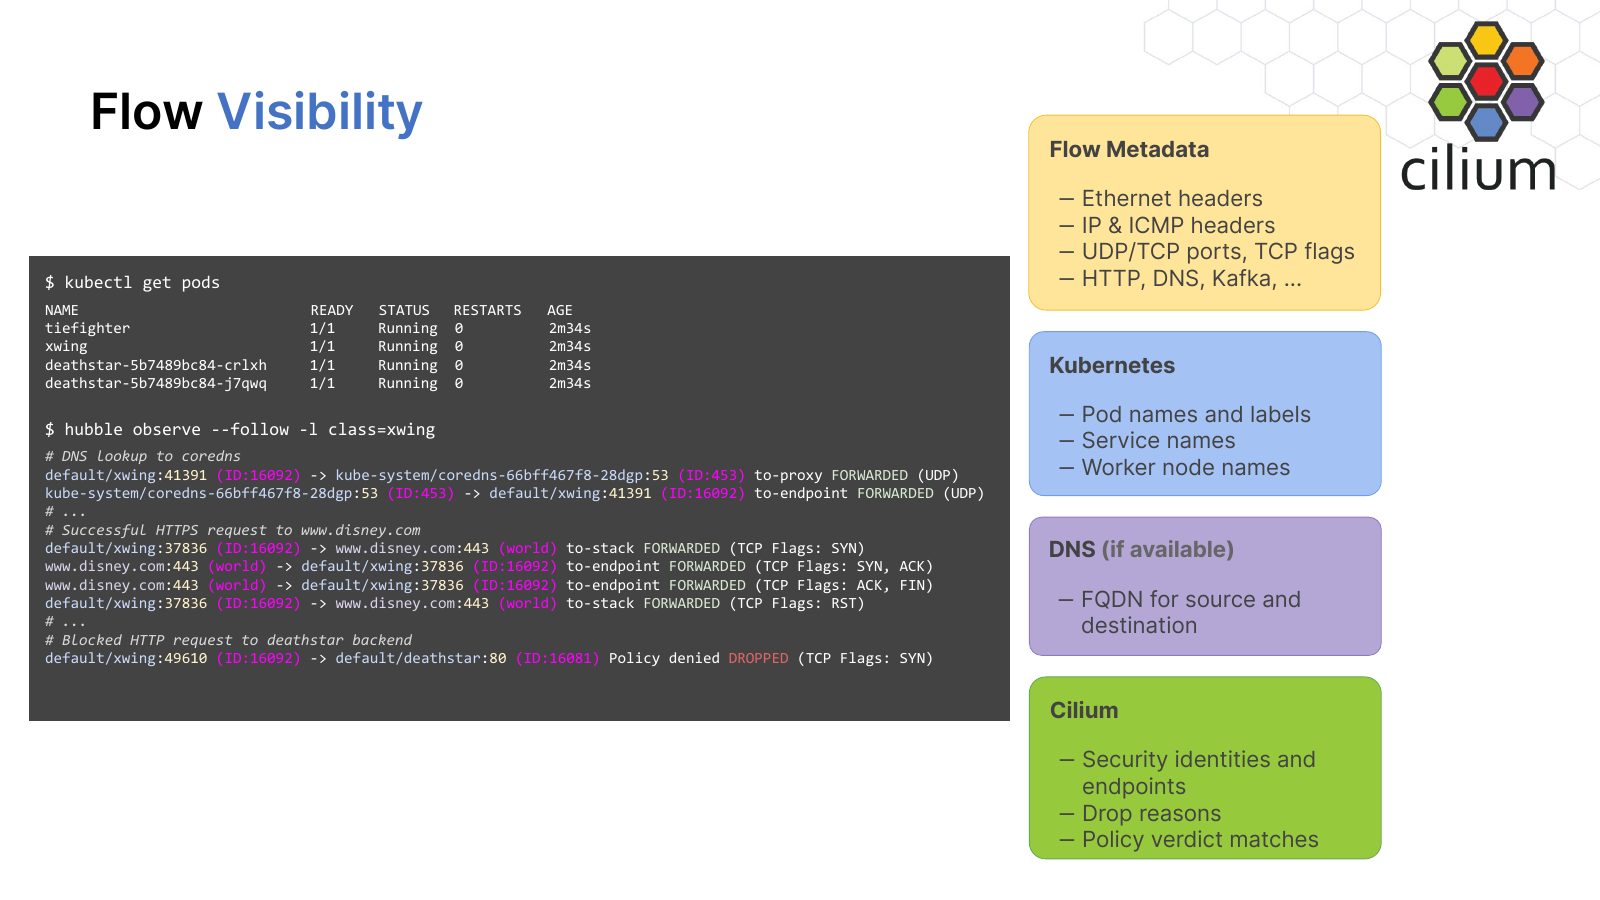 Flow Visibility
$ kubectl get pods
NAME READY STATUS RESTARTS AGE
tiefighter 1/1 Running 0 2m34s
xwing 1/1 Running 0 2m34s
deathstar-5b7489bc84-crlxh 1/1 Running 0 2m34s
deathstar-5b7489bc84-j7qwq 1/1 Running 0 2m34s
$ hubble observe --follow -l class=xwing
# DNS lookup to coredns
default/xwing:41391 (ID:16092) -> kube-system/coredns-66bff467f8-28dgp:53 (ID:453) to-proxy FORWARDED (UDP)
kube-system/coredns-66bff467f8-28dgp:53 (ID:453) -> default/xwing:41391 (ID:16092) to-endpoint FORWARDED (UDP)
# ...
# Successful HTTPS request to www.disney.com
default/xwing:37836 (ID:16092) -> www.disney.com:443 (world) to-stack FORWARDED (TCP Flags: SYN)
www.disney.com:443 (world) -> default/xwing:37836 (ID:16092) to-endpoint FORWARDED (TCP Flags: SYN, ACK)
www.disney.com:443 (world) -> default/xwing:37836 (ID:16092) to-endpoint FORWARDED (TCP Flags: ACK, FIN)
default/xwing:37836 (ID:16092) -> www.disney.com:443 (world) to-stack FORWARDED (TCP Flags: RST)
# ...
# Blocked HTTP request to deathstar backend
default/xwing:49610 (ID:16092) -> default/deathstar:80 (ID:16081) Policy denied DROPPED (TCP Flags: SYN)
Flow Metadata
– Ethernet headers
– IP & ICMP headers
– UDP/TCP ports, TCP flags
– HTTP, DNS, Kafka, ...
Kubernetes
– Pod names and labels
– Service names
– Worker node names
DNS (if available)
– FQDN for source and
destination
Cilium
– Security identities and
endpoints
– Drop reasons
– Policy verdict matches
cilium